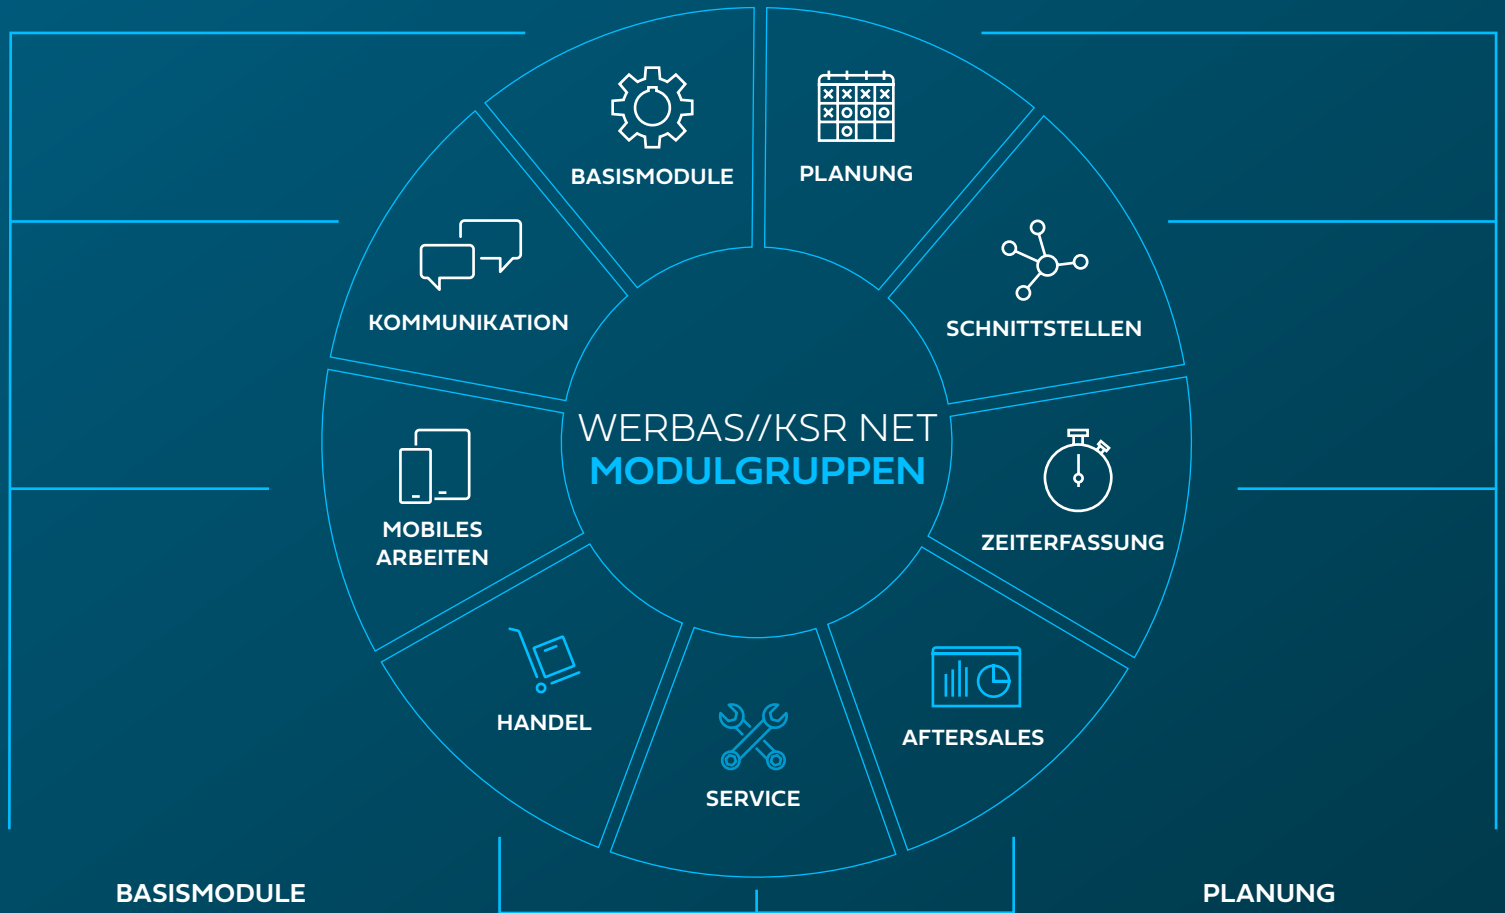 BASISMODULE
PLANUNG
KOMMUNIKATION
SCHNITTSTELLEN
WERBAS//KSR NET
MODULGRUPPEN
MOBILES
ARBEITEN
ZEITERFASSUNG
HANDEL
AFTERSALES
SERVICE
BASISMODULE
PLANUNG